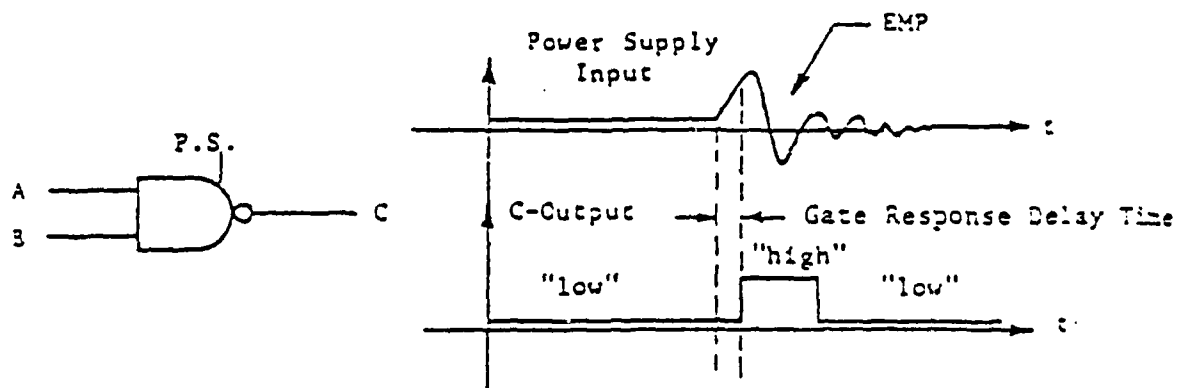 EMP
Power Supply
Input
t
P.S.
A
B
C
C-Output
Gate Response Delay Time
"high"
"low"
"low"
t